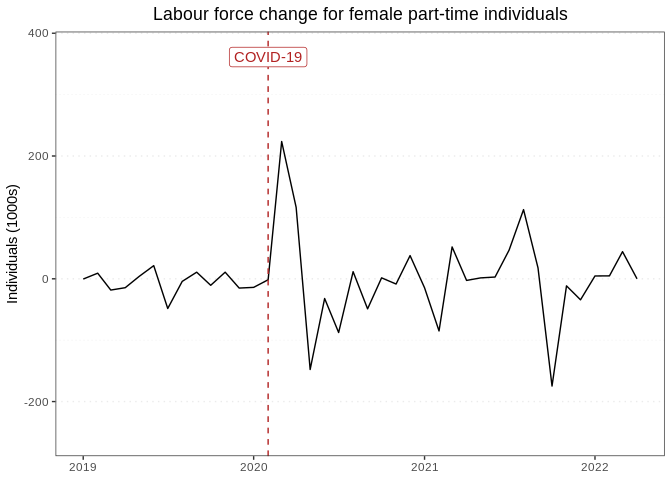 Labour force change for female part-time individuals
400
COVID-19
200
Individuals (1000s)
0
-200
2019 2020 2021 2022